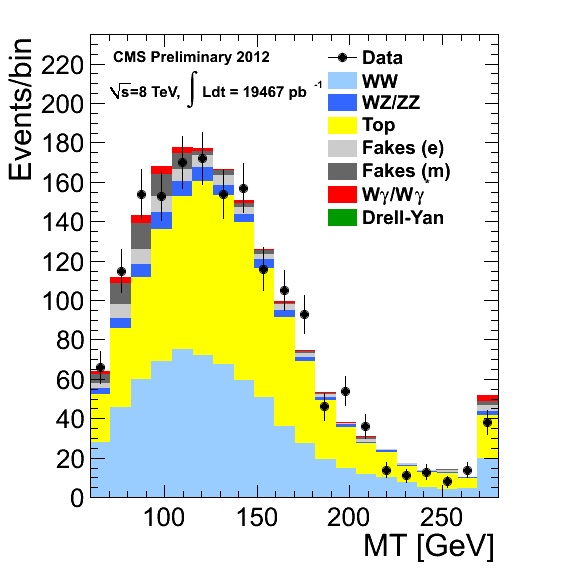 CMS Preliminary 2012
√s=8 TeV, ∫ Ldt = 19467 pb⁻¹
Data
WW
WZ/ZZ
Top
Fakes (e)
Fakes (m)
Wγ/Wγ
Drell-Yan
Events/bin
220
200
180
160
140
120
100
80
60
40
20
0
100 150 200 250
MT [GeV]